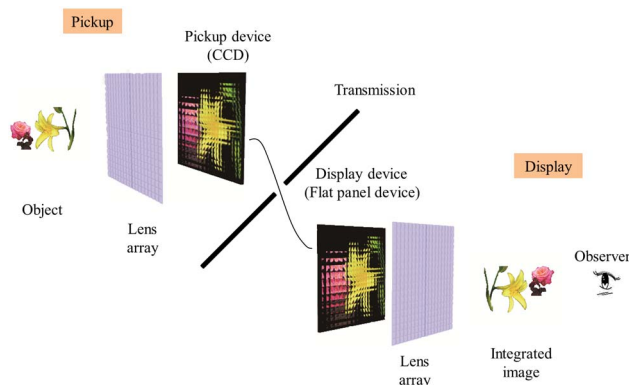 Pickup
Pickup device
(CCD)
Transmission
Display device
(Flat panel device)
Display
Object
Lens
array
Observer
Lens
array
Integrated
image